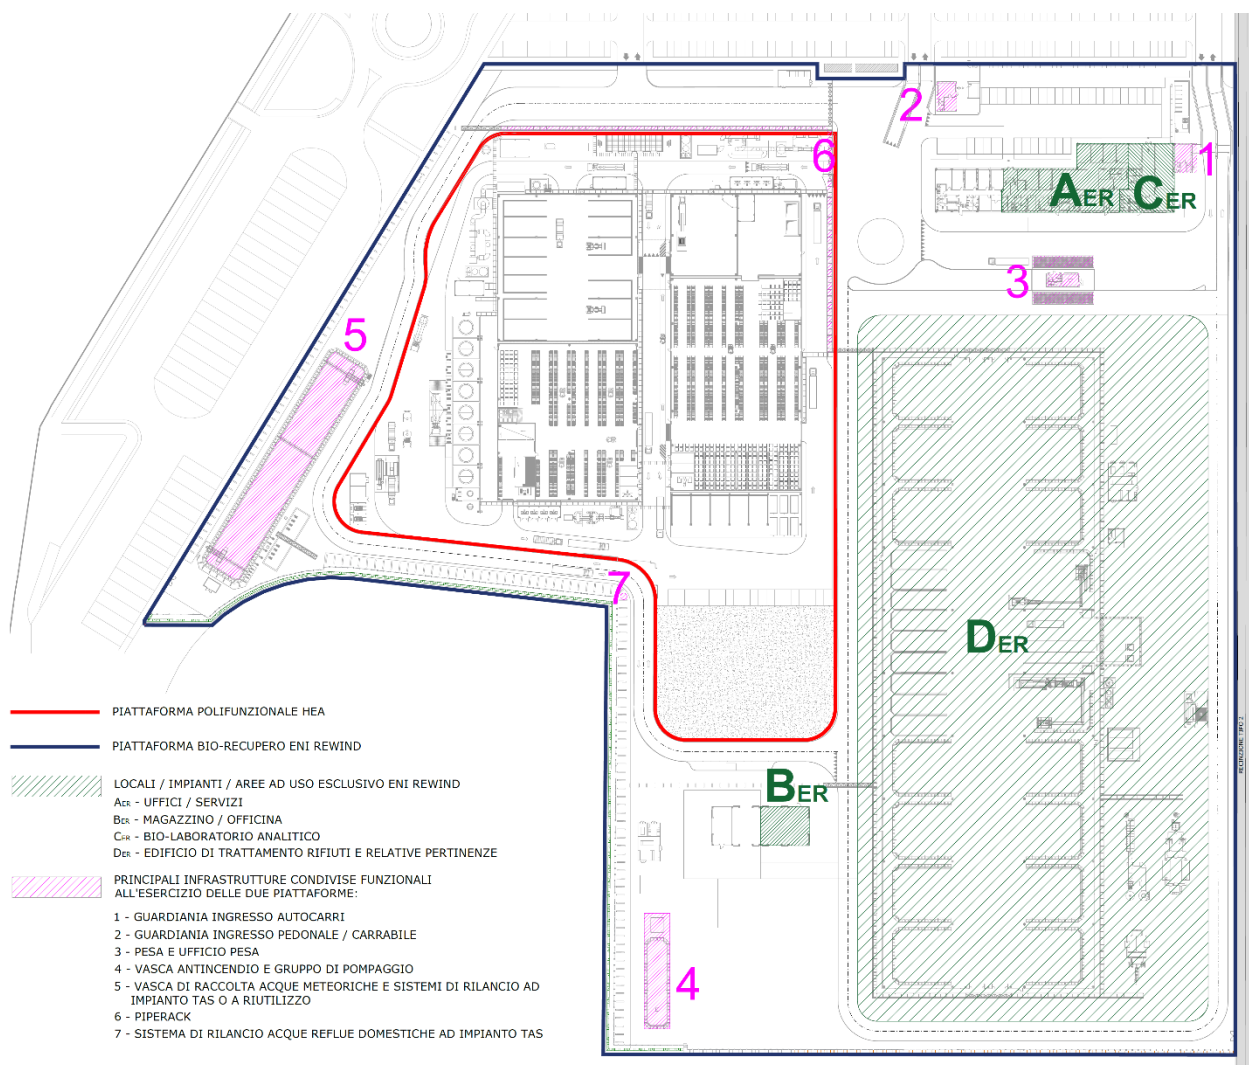 2
1
6
AER CER
3
5
DER
7
BER
4
PIATTAFORMA POLIFUNZIONALE HEA
PIATTAFORMA BIO-RECUPERO ENI REWIND
LOCALI / IMPIANTI / AREE AD USO ESCLUSIVO ENI REWIND
AER - UFFICI / SERVIZI
BER - MAGAZZINO / OFFICINA
CER - BIO-LABORATORIO ANALITICO
DER - EDIFICIO DI TRATTAMENTO RIFIUTI E RELATIVE PERTINENZE
PRINCIPALI INFRASTRUTTURE CONDIVISE FUNZIONALI
ALL'ESERCIZIO DELLE DUE PIATTAFORME:
1 - GUARDIANIA INGRESSO AUTOCARRI
2 - GUARDIANIA INGRESSO PEDONALE / CARRABILE
3 - PESA E UFFICIO PESA
4 - VASCA ANTINCENDIO E GRUPPO DI POMPAGGIO
5 - VASCA DI RACCOLTA ACQUE METEORICHE E SISTEMI DI RILANCIO AD
IMPIANTO TAS O A RIUTILIZZO
6 - PIPERACK
7 - SISTEMA DI RILANCIO ACQUE REFLUE DOMESTICHE AD IMPIANTO TAS
RECINZIONE TIPO 2